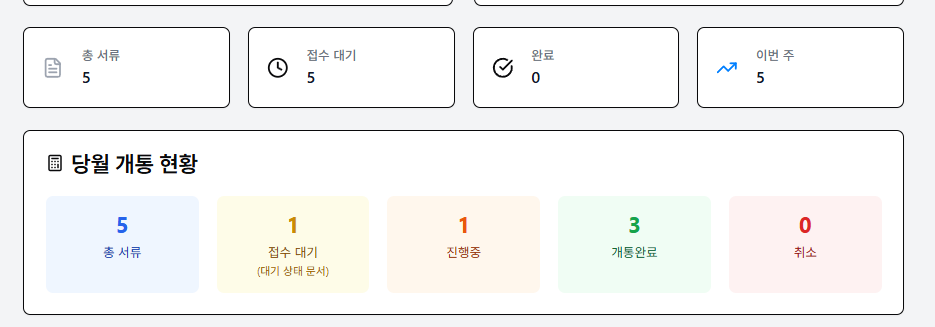 총 서류
5
접수 대기
5
완료
0
이번 주
5
당월 개통 현황
5
총 서류
1
접수 대기
(대기 상태 문서)
1
진행중
3
개통완료
0
취소